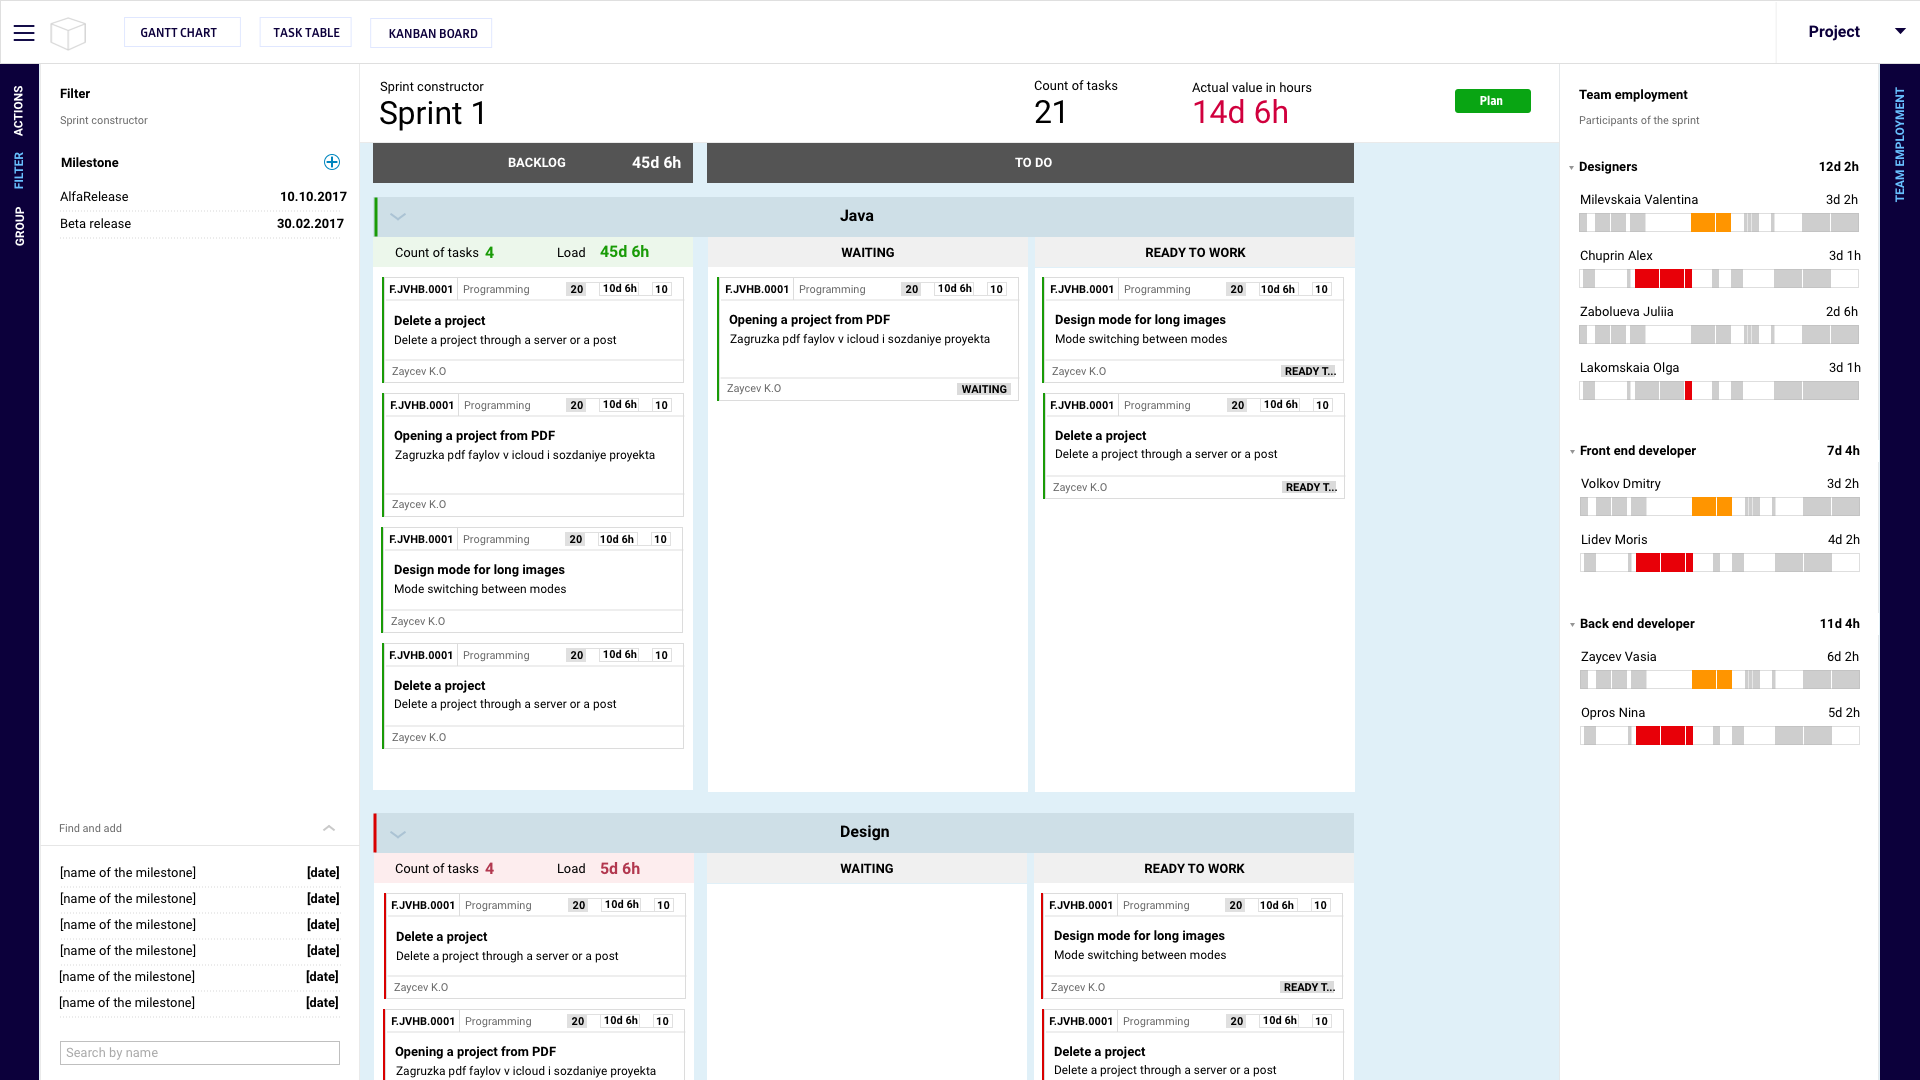 GANTT CHART
TASK TABLE
KANBAN BOARD
Project
ACTIONS
FILTER
GROUP
Filter
Sprint constructor
Milestone
AlfaRelease 10.10.2017
Beta release 30.02.2017
Find and add
[name of the milestone] [date]
[name of the milestone] [date]
[name of the milestone] [date]
[name of the milestone] [date]
[name of the milestone] [date]
[name of the milestone] [date]
Search by name
Sprint constructor
Sprint 1
Count of tasks
21
Actual value in hours
14d 6h
Plan
BACKLOG 45d 6h
TO DO
Java
Count of tasks 4 Load 45d 6h
F.JVHB.0001 Programming 20 10d 6h 10
Delete a project
Delete a project through a server or a post
Zaycev K.O
F.JVHB.0001 Programming 20 10d 6h 10
Opening a project from PDF
Zagruzka pdf faylov v icloud i sozdaniye proyekta
Zaycev K.O
F.JVHB.0001 Programming 20 10d 6h 10
Design mode for long images
Mode switching between modes
Zaycev K.O
F.JVHB.0001 Programming 20 10d 6h 10
Delete a project
Delete a project through a server or a post
Zaycev K.O
WAITING
F.JVHB.0001 Programming 20 10d 6h 10
Opening a project from PDF
Zagruzka pdf faylov v icloud i sozdaniye proyekta
Zaycev K.O WAITING
READY TO WORK
F.JVHB.0001 Programming 20 10d 6h 10
Design mode for long images
Mode switching between modes
Zaycev K.O READY T...
F.JVHB.0001 Programming 20 10d 6h 10
Delete a project
Delete a project through a server or a post
Zaycev K.O READY T...
Design
Count of tasks 4 Load 5d 6h
F.JVHB.0001 Programming 20 10d 6h 10
Delete a project
Delete a project through a server or a post
Zaycev K.O
F.JVHB.0001 Programming 20 10d 6h 10
Opening a project from PDF
Zagruzka pdf faylov v icloud i sozdaniye proyekta
WAITING
READY TO WORK
F.JVHB.0001 Programming 20 10d 6h 10
Design mode for long images
Mode switching between modes
Zaycev K.O READY T...
F.JVHB.0001 Programming 20 10d 6h 10
Delete a project
Delete a project through a server or a post
Team employment
Participants of the sprint
Designers 12d 2h
Milevskaia Valentina 3d 2h
Chuprin Alex 3d 1h
Zabolueva Juliia 2d 6h
Lakomskaia Olga 3d 1h
Front end developer 7d 4h
Volkov Dmitry 3d 2h
Lidev Moris 4d 2h
Back end developer 11d 4h
Zaycev Vasia 6d 2h
Opros Nina 5d 2h
TEAM EMPLOYMENT